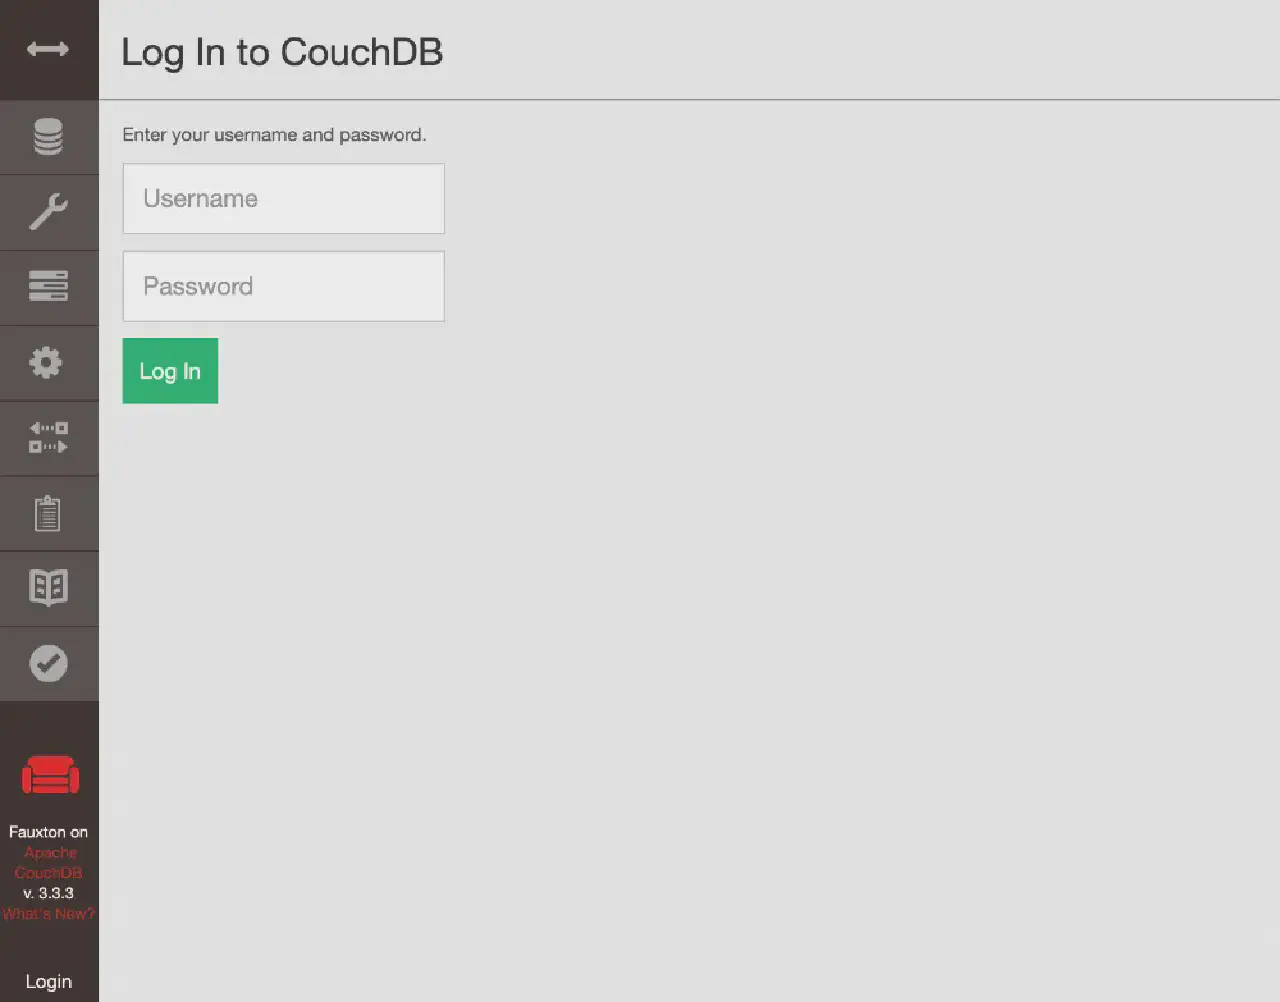 Log In to CouchDB
Enter your username and password.
Username
Password
Log In
Fauxton on
Apache
CouchDB
v. 3.3.3
What's New?
Login